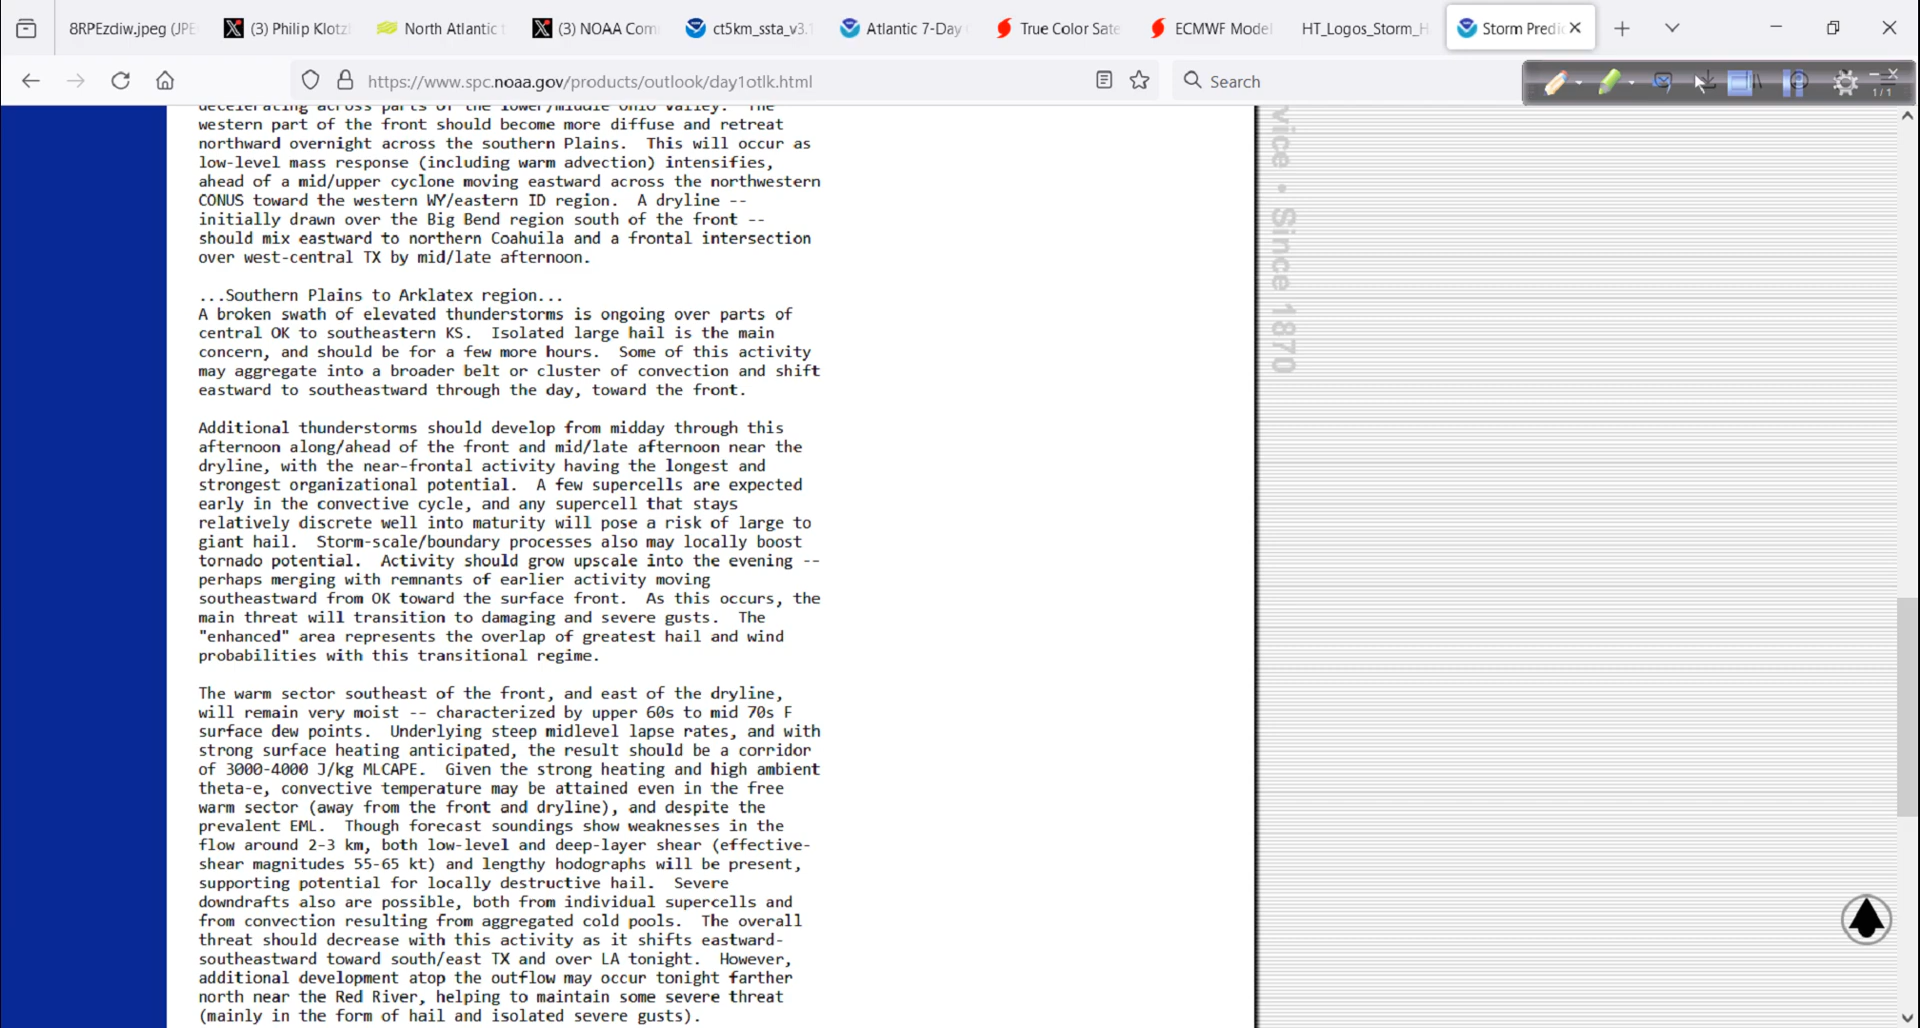 8RPEzdiw.jpeg (JPE
(3) Philip Klotzl
North Atlantic
(3) NOAA Com
ct5km_ssta_v3.1
Atlantic 7-Day
True Color Sate
ECMWF Model
HT_Logos_Storm_H
Storm Predic
https://www.spc.noaa.gov/products/outlook/day1otlk.html
Search
1/1
decelerating across parts of the lower/middle Ohio Valley. The
western part of the front should become more diffuse and retreat
northward overnight across the southern Plains. This will occur as
low-level mass response (including warm advection) intensifies,
ahead of a mid/upper cyclone moving eastward across the northwestern
CONUS toward the western WY/eastern ID region. A dryline --
initially drawn over the Big Bend region south of the front --
should mix eastward to northern Coahuila and a frontal intersection
over west-central TX by mid/late afternoon.
...Southern Plains to Arklatex region...
A broken swath of elevated thunderstorms is ongoing over parts of
central OK to southeastern KS. Isolated large hail is the main
concern, and should be for a few more hours. Some of this activity
may aggregate into a broader belt or cluster of convection and shift
eastward to southeastward through the day, toward the front.
Additional thunderstorms should develop from midday through this
afternoon along/ahead of the front and mid/late afternoon near the
dryline, with the near-frontal activity having the longest and
strongest organizational potential. A few supercells are expected
early in the convective cycle, and any supercell that stays
relatively discrete well into maturity will pose a risk of large to
giant hail. Storm-scale/boundary processes also may locally boost
tornado potential. Activity should grow upscale into the evening --
perhaps merging with remnants of earlier activity moving
southeastward from OK toward the surface front. As this occurs, the
main threat will transition to damaging and severe gusts. The
"enhanced" area represents the overlap of greatest hail and wind
probabilities with this transitional regime.
The warm sector southeast of the front, and east of the dryline,
will remain very moist -- characterized by upper 60s to mid 70s F
surface dew points. Underlying steep midlevel lapse rates, and with
strong surface heating anticipated, the result should be a corridor
of 3000-4000 J/kg MLCAPE. Given the strong heating and high ambient
theta-e, convective temperature may be attained even in the free
warm sector (away from the front and dryline), and despite the
prevalent EML. Though forecast soundings show weaknesses in the
flow around 2-3 km, both low-level and deep-layer shear (effective-
shear magnitudes 55-65 kt) and lengthy hodographs will be present,
supporting potential for locally destructive hail. Severe
downdrafts also are possible, both from individual supercells and
from convection resulting from aggregated cold pools. The overall
threat should decrease with this activity as it shifts eastward-
southeastward toward south/east TX and over LA tonight. However,
additional development atop the outflow may occur tonight farther
north near the Red River, helping to maintain some severe threat
(mainly in the form of hail and isolated severe gusts).
vice • Since 1870